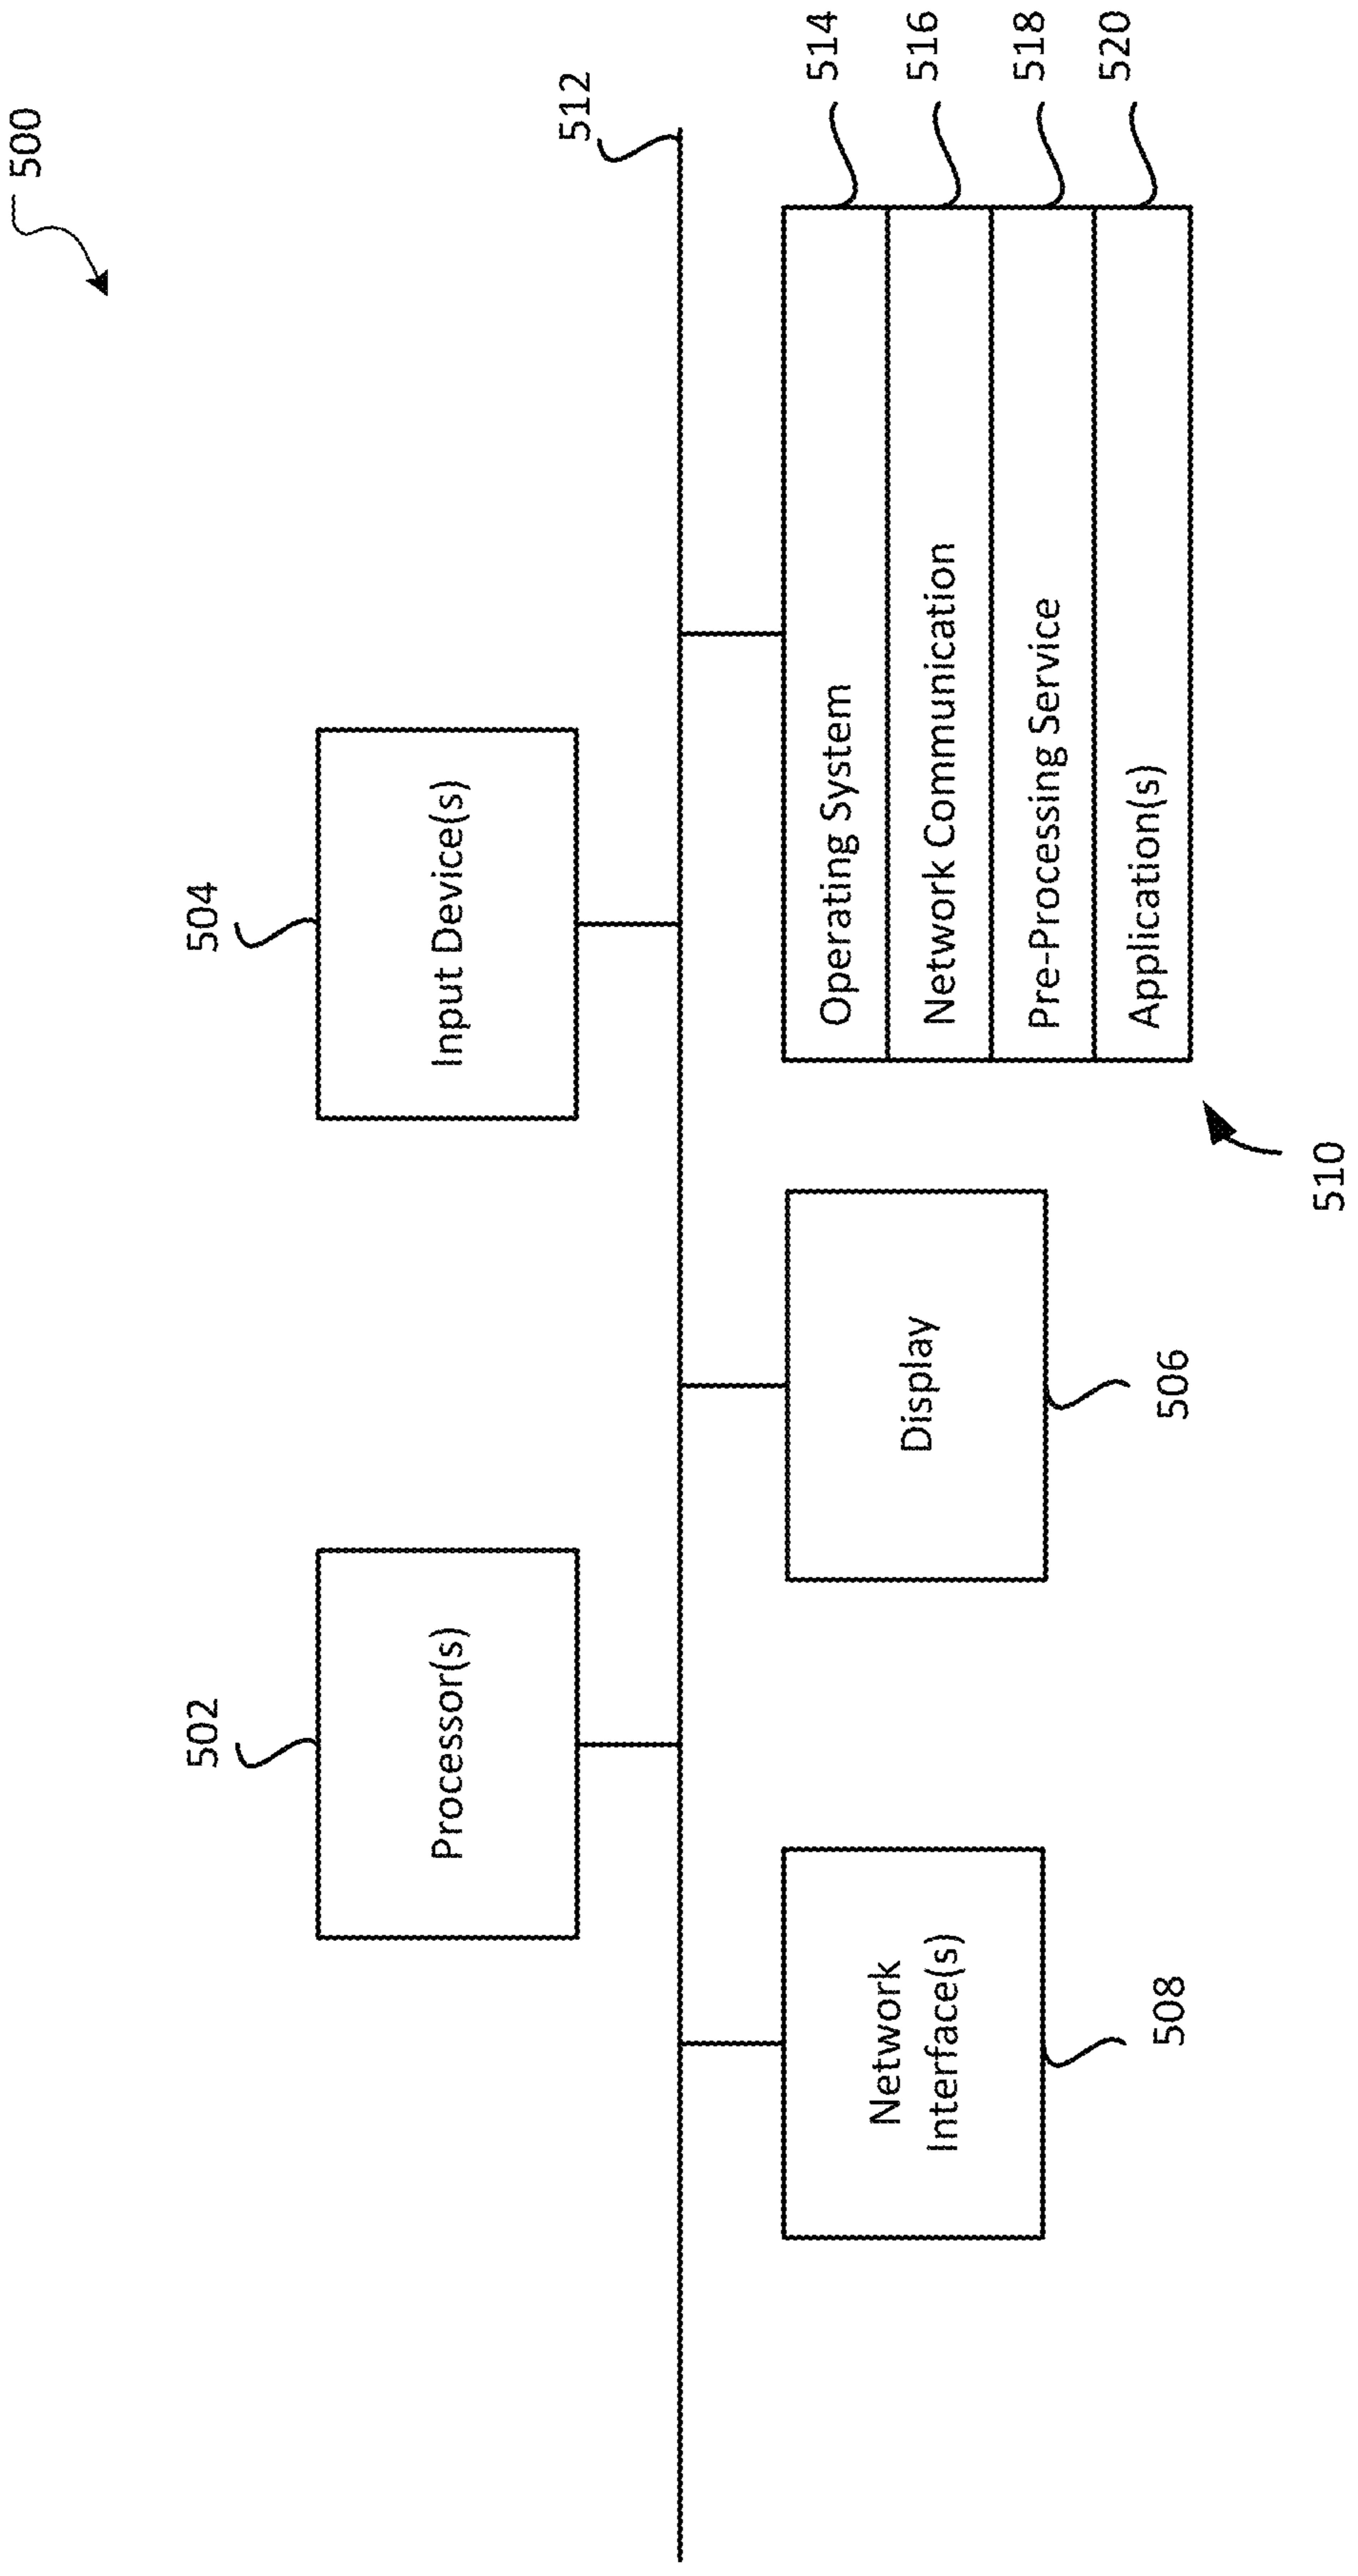 500
502
504
Processor(s)
Input Device(s)
512
Network
Interface(s)
Display
Operating System
514
Network Communication
516
Pre-Processing Service
518
Application(s)
520
508
506
510